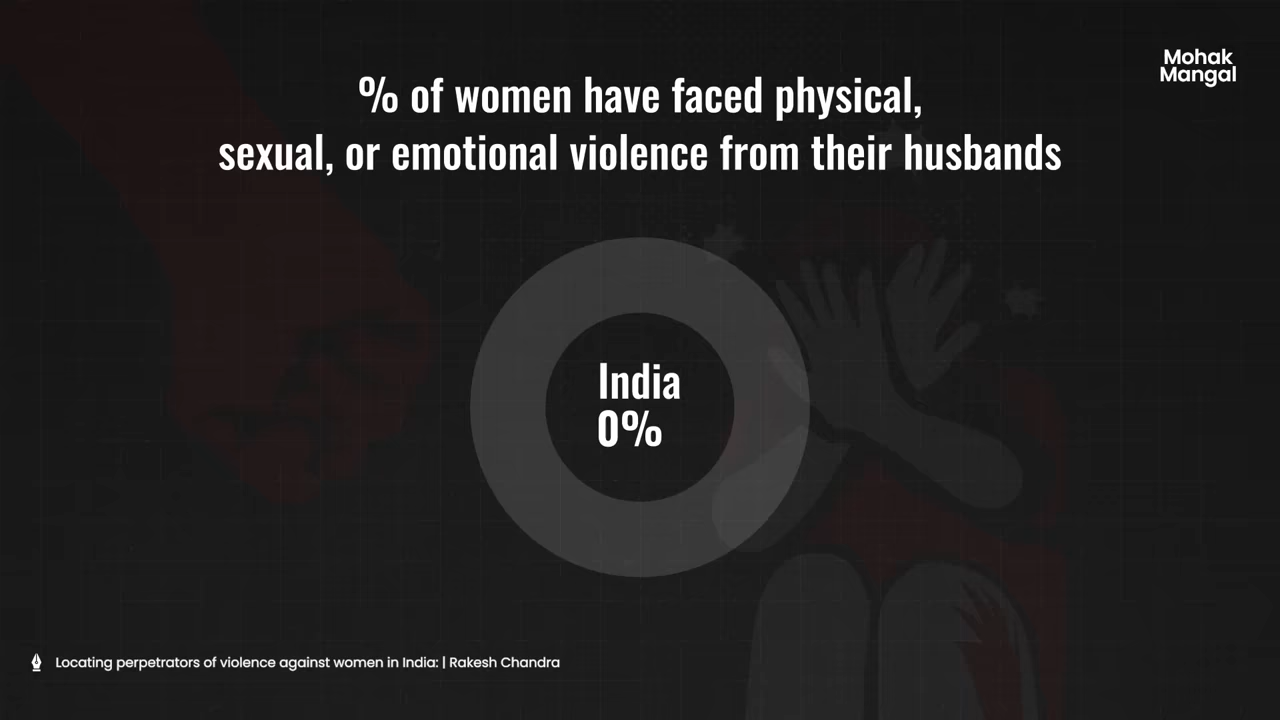 Mohak
Mangal
% of women have faced physical,
sexual, or emotional violence from their husbands
India
0%
Locating perpetrators of violence against women in India: | Rakesh Chandra